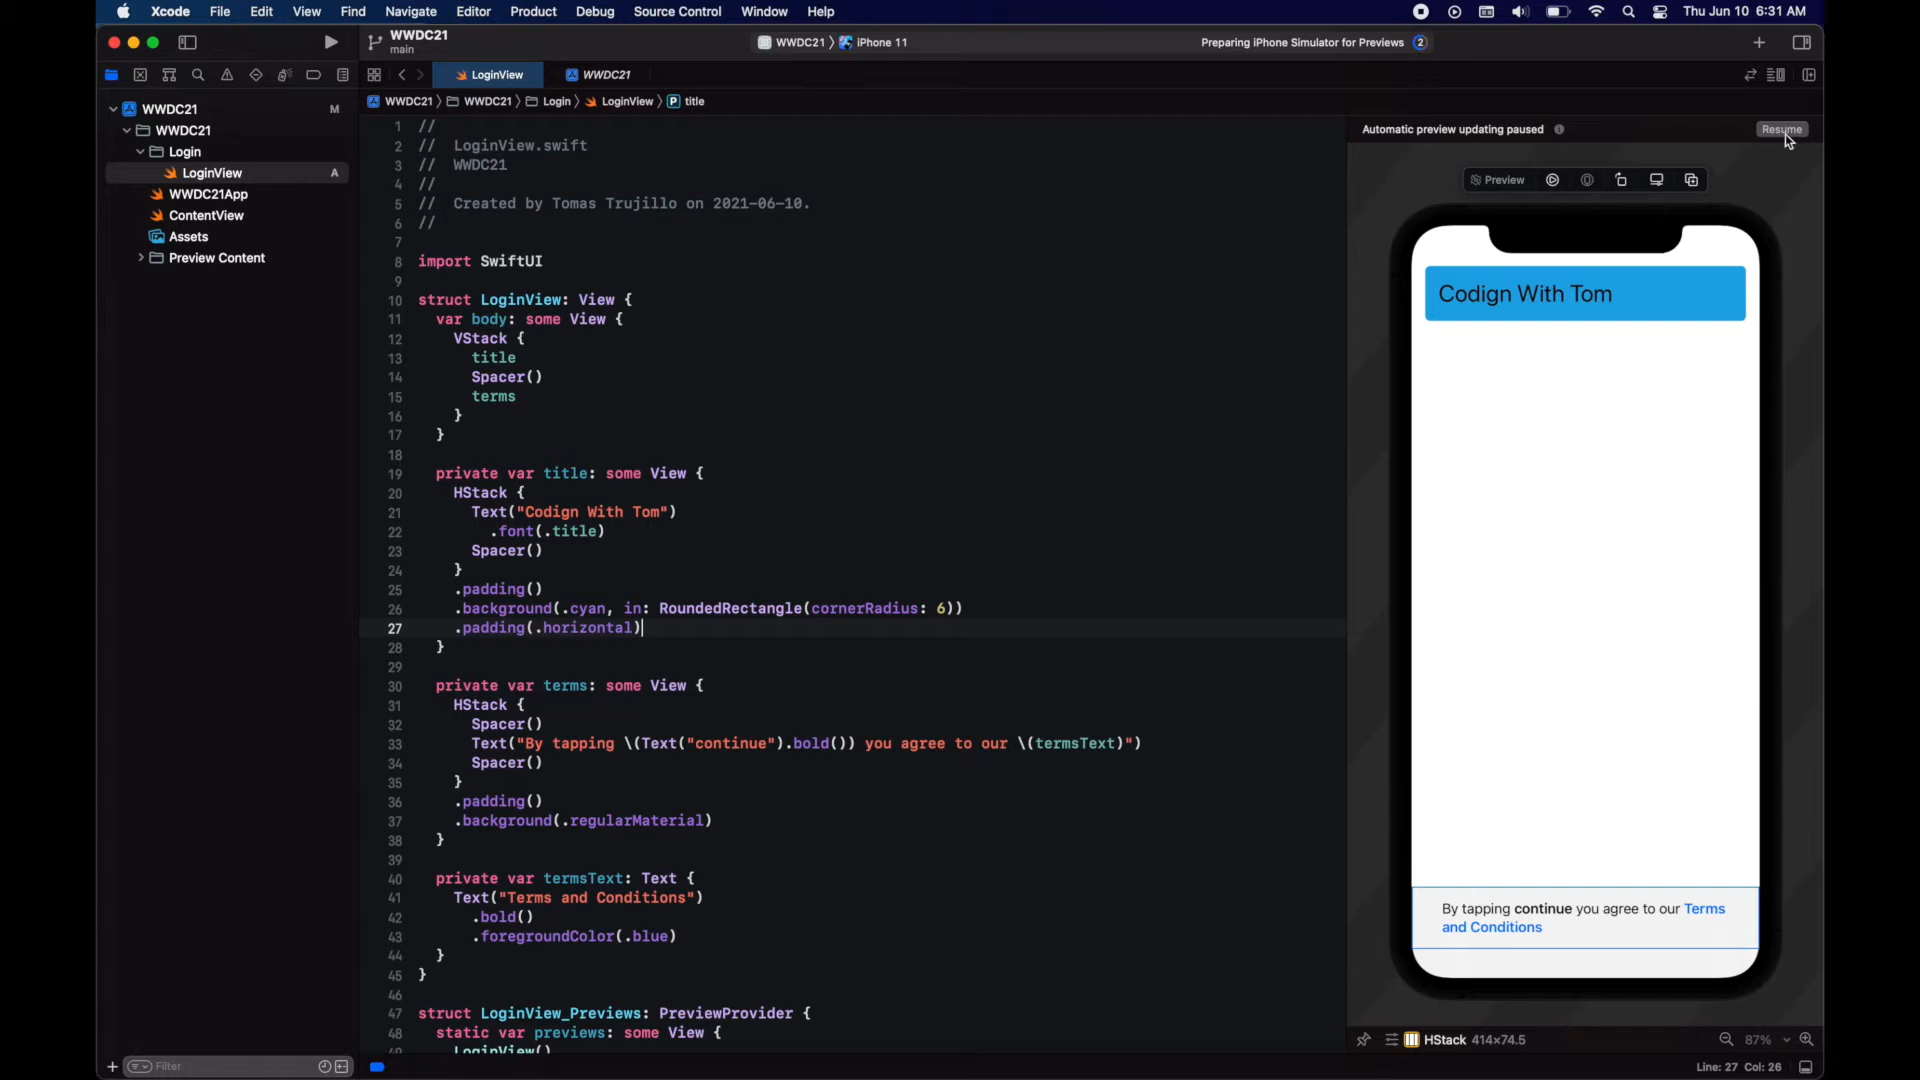 Xcode File Edit View Find Navigate Editor Product Debug Source Control Window Help Thu Jun 10 6:31 AM
WWDC21
main
WWDC21 iPhone 11
Preparing iPhone Simulator for Previews 2
LoginView WWDC21
WWDC21 WWDC21 Login LoginView P title
WWDC21 M
WWDC21
Login
LoginView A
WWDC21App
ContentView
Assets
Preview Content
Filter
1 //
2 // LoginView.swift
3 // WWDC21
4 //
5 // Created by Tomas Trujillo on 2021-06-10.
6 //
7
8 import SwiftUI
9
10 struct LoginView: View {
11 var body: some View {
12 VStack {
13 title
14 Spacer()
15 terms
16 }
17 }
18
19 private var title: some View {
20 HStack {
21 Text("Codign With Tom")
22 .font(.title)
23 Spacer()
24 }
25 .padding()
26 .background(.cyan, in: RoundedRectangle(cornerRadius: 6))
27 .padding(.horizontal)
28 }
29
30 private var terms: some View {
31 HStack {
32 Spacer()
33 Text("By tapping \(Text("continue").bold()) you agree to our \(termsText)")
34 Spacer()
35 }
36 .padding()
37 .background(.regularMaterial)
38 }
39
40 private var termsText: Text {
41 Text("Terms and Conditions")
42 .bold()
43 .foregroundColor(.blue)
44 }
45 }
46
47 struct LoginView_Previews: PreviewProvider {
48 static var previews: some View {
49 LoginView()
Automatic preview updating paused
Resume
Preview
Codign With Tom
By tapping continue you agree to our Terms
and Conditions
HStack 414×74.5
87%
Line: 27 Col: 26